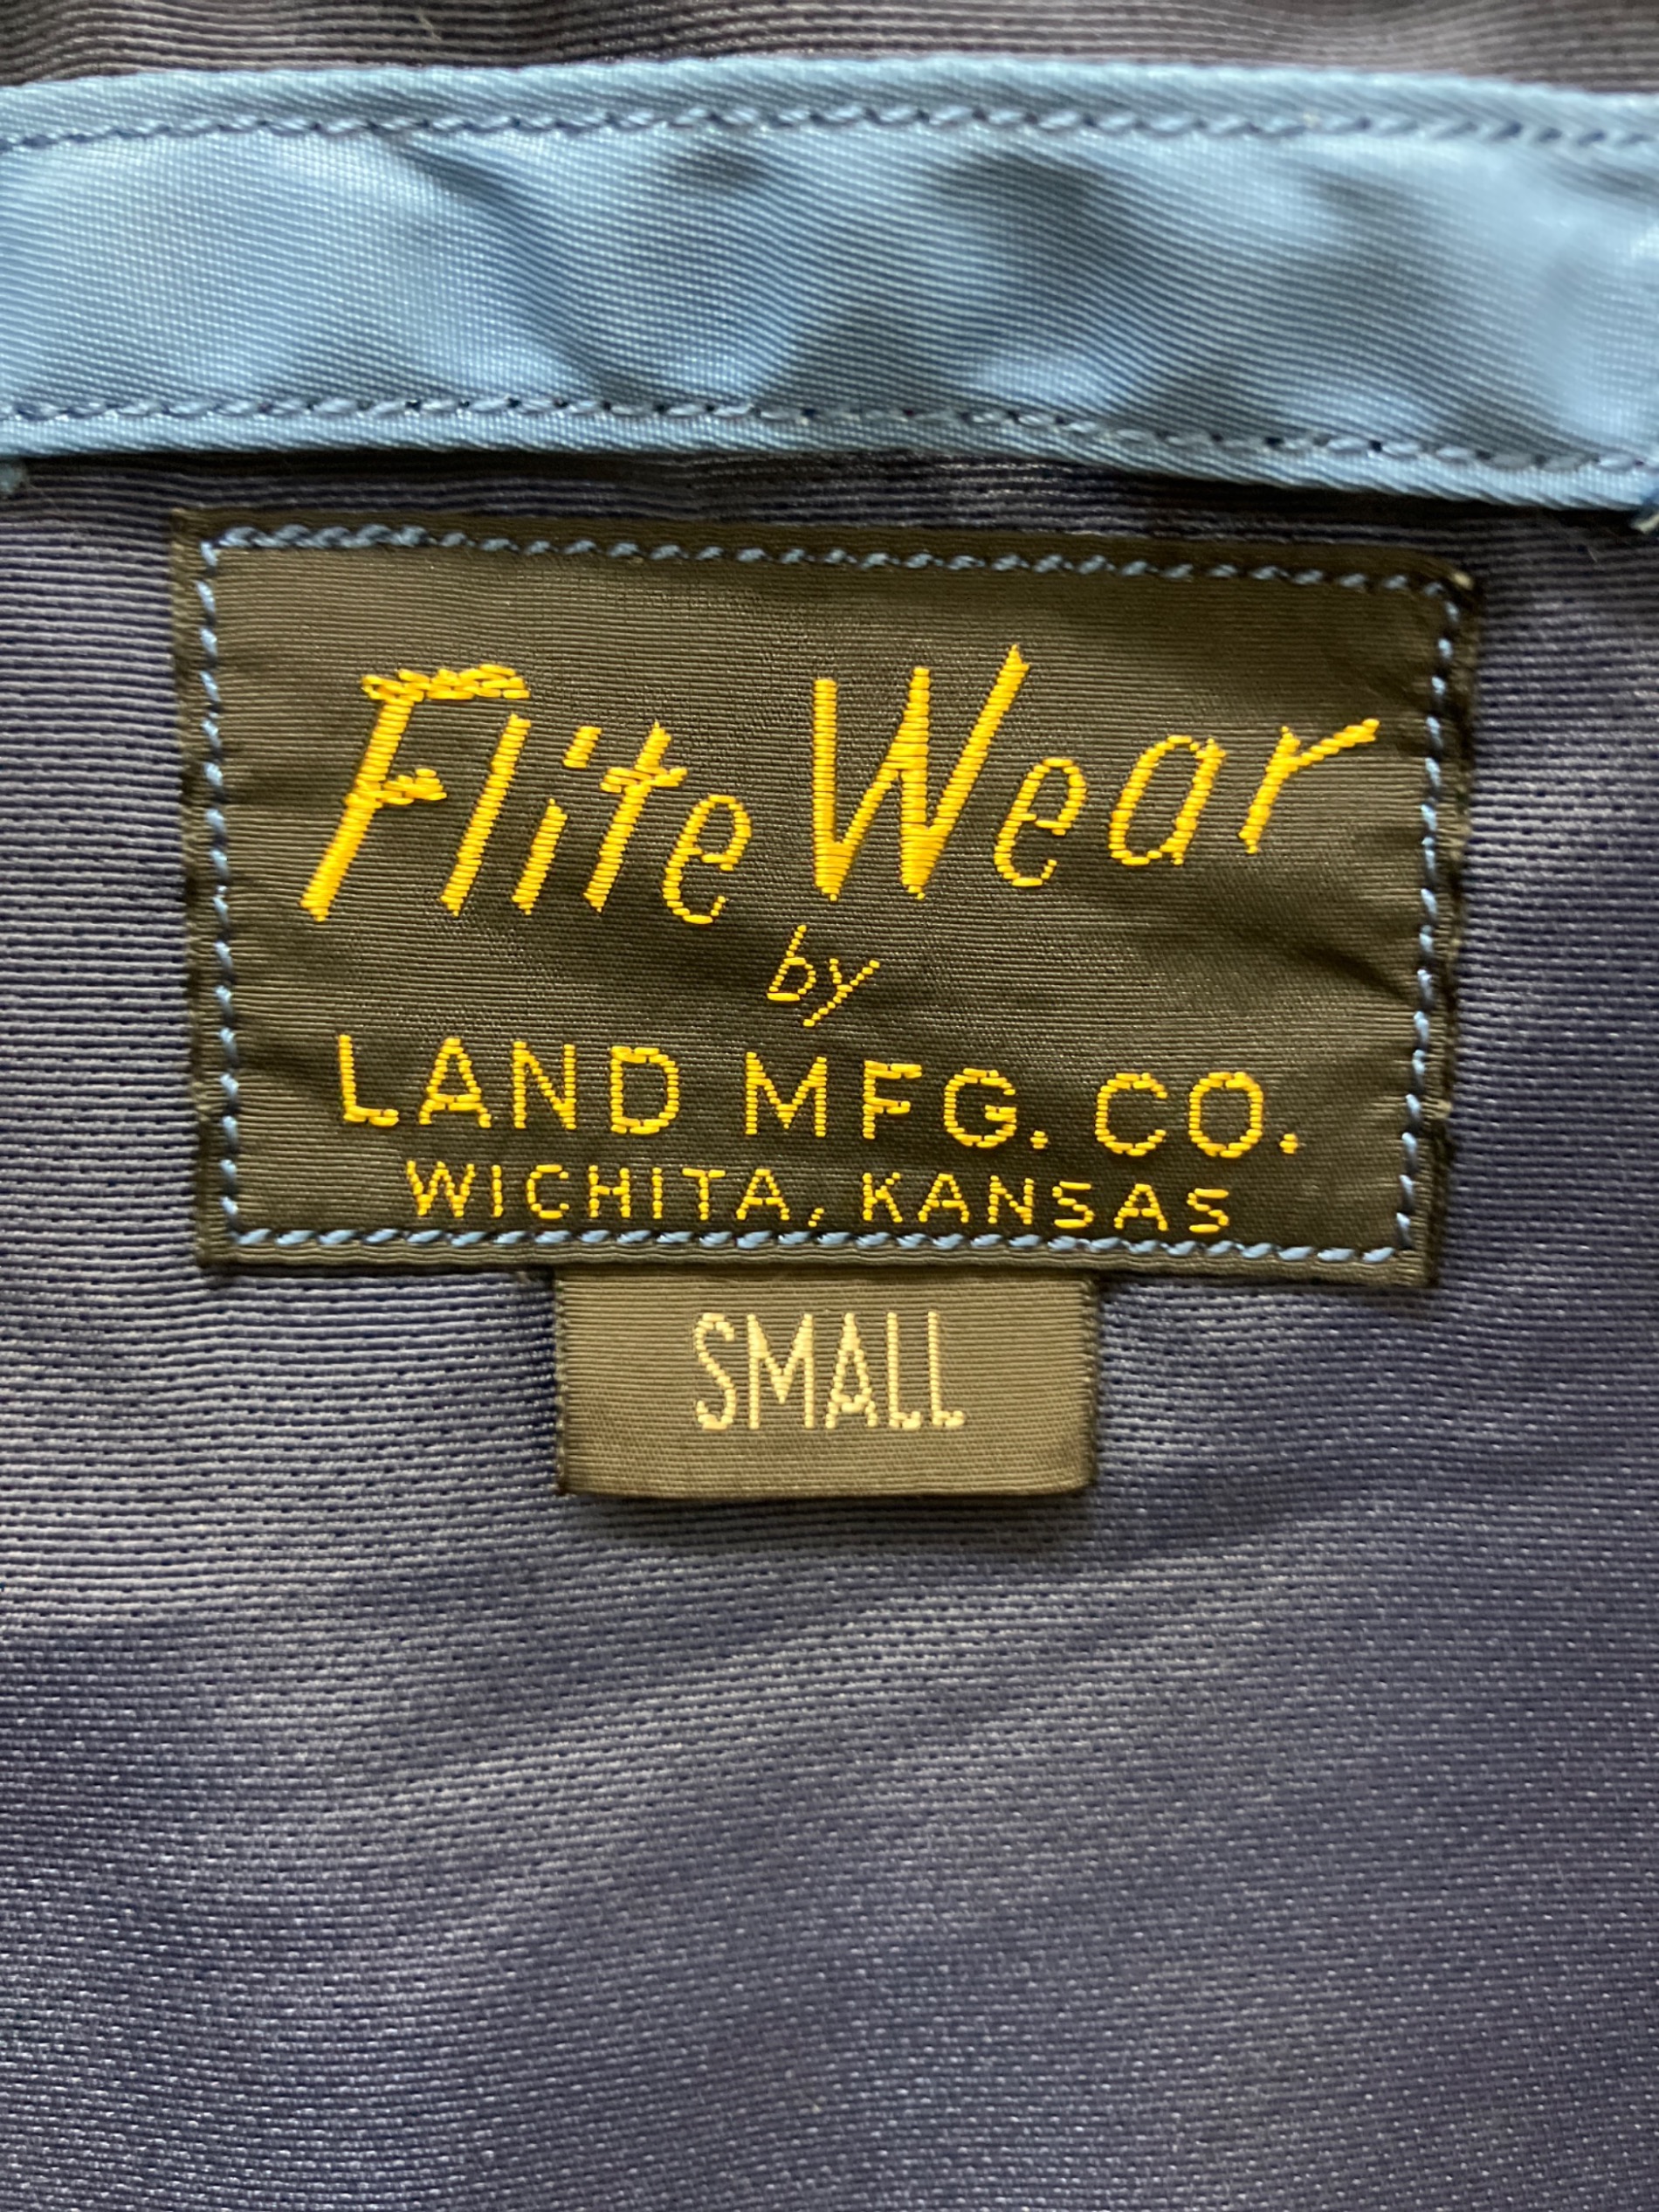 Flite Wear
by
LAND MFG. CO.
WICHITA, KANSAS
SMALL